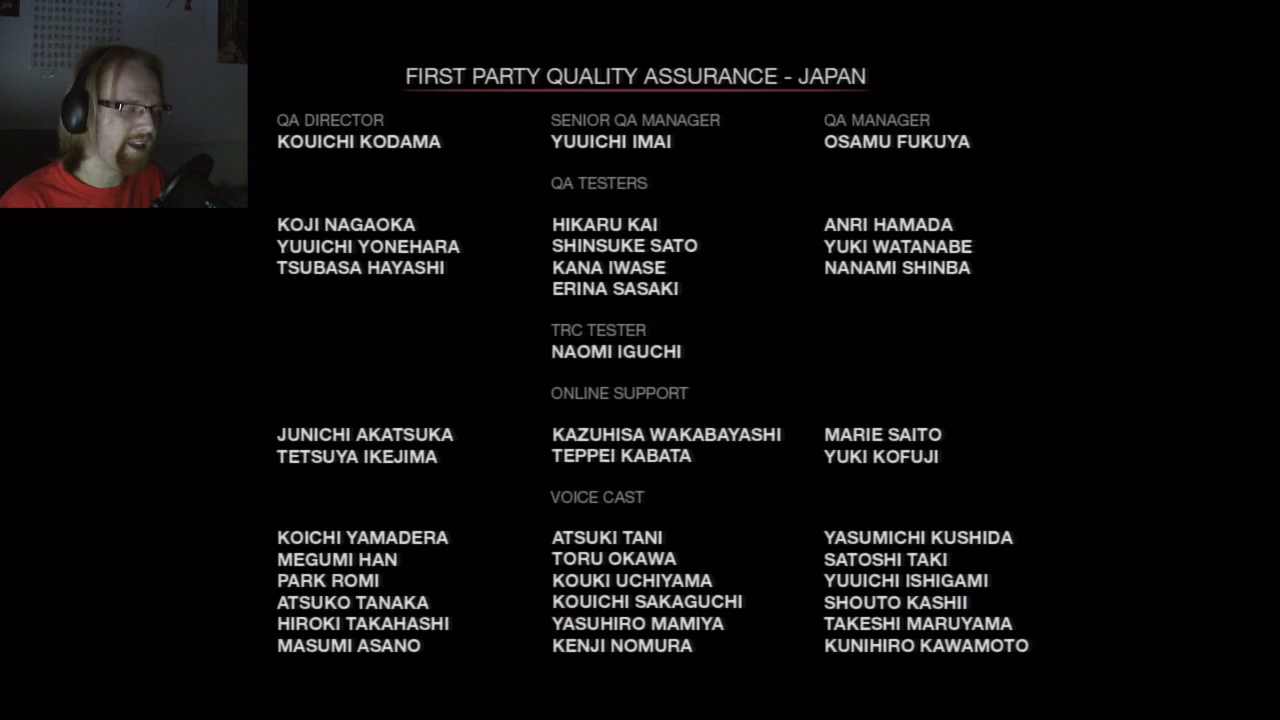 FIRST PARTY QUALITY ASSURANCE - JAPAN
QA DIRECTOR SENIOR QA MANAGER QA MANAGER
KOUICHI KODAMA YUUICHI IMAI OSAMU FUKUYA
QA TESTERS
KOJI NAGAOKA HIKARU KAI ANRI HAMADA
YUUICHI YONEHARA SHINSUKE SATO YUKI WATANABE
TSUBASA HAYASHI KANA IWASE NANAMI SHINBA
ERINA SASAKI
TRC TESTER
NAOMI IGUCHI
ONLINE SUPPORT
JUNICHI AKATSUKA KAZUHISA WAKABAYASHI MARIE SAITO
TETSUYA IKEJIMA TEPPEI KABATA YUKI KOFUJI
VOICE CAST
KOICHI YAMADERA ATSUKI TANI YASUMICHI KUSHIDA
MEGUMI HAN TORU OKAWA SATOSHI TAKI
PARK ROMI KOUKI UCHIYAMA YUUICHI ISHIGAMI
ATSUKO TANAKA KOUICHI SAKAGUCHI SHOUTO KASHII
HIROKI TAKAHASHI YASUHIRO MAMIYA TAKESHI MARUYAMA
MASUMI ASANO KENJI NOMURA KUNIHIRO KAWAMOTO